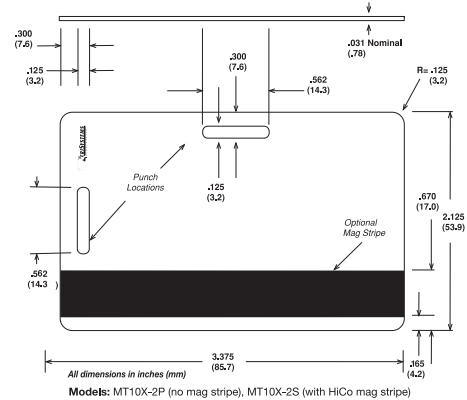 .300
(7.6)
.031 Nominal
(.78)
.125
(3.2)
.300
(7.6)
.562
(14.3)
R= .125
(3.2)
Punch
Locations
.125
(3.2)
.670
(17.0)
2.125
(53.9)
Optional
Mag Stripe
.562
(14.3 )
3.375
(85.7)
.165
(4.2)
All dimensions in inches (mm)
Models: MT10X-2P (no mag stripe), MT10X-2S (with HiCo mag stripe)